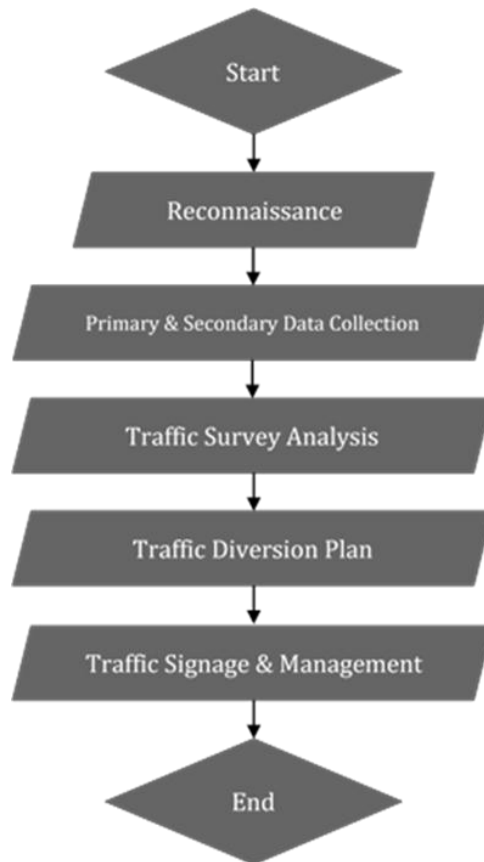 Start
Reconnaissance
Primary & Secondary Data Collection
Traffic Survey Analysis
Traffic Diversion Plan
Traffic Signage & Management
End